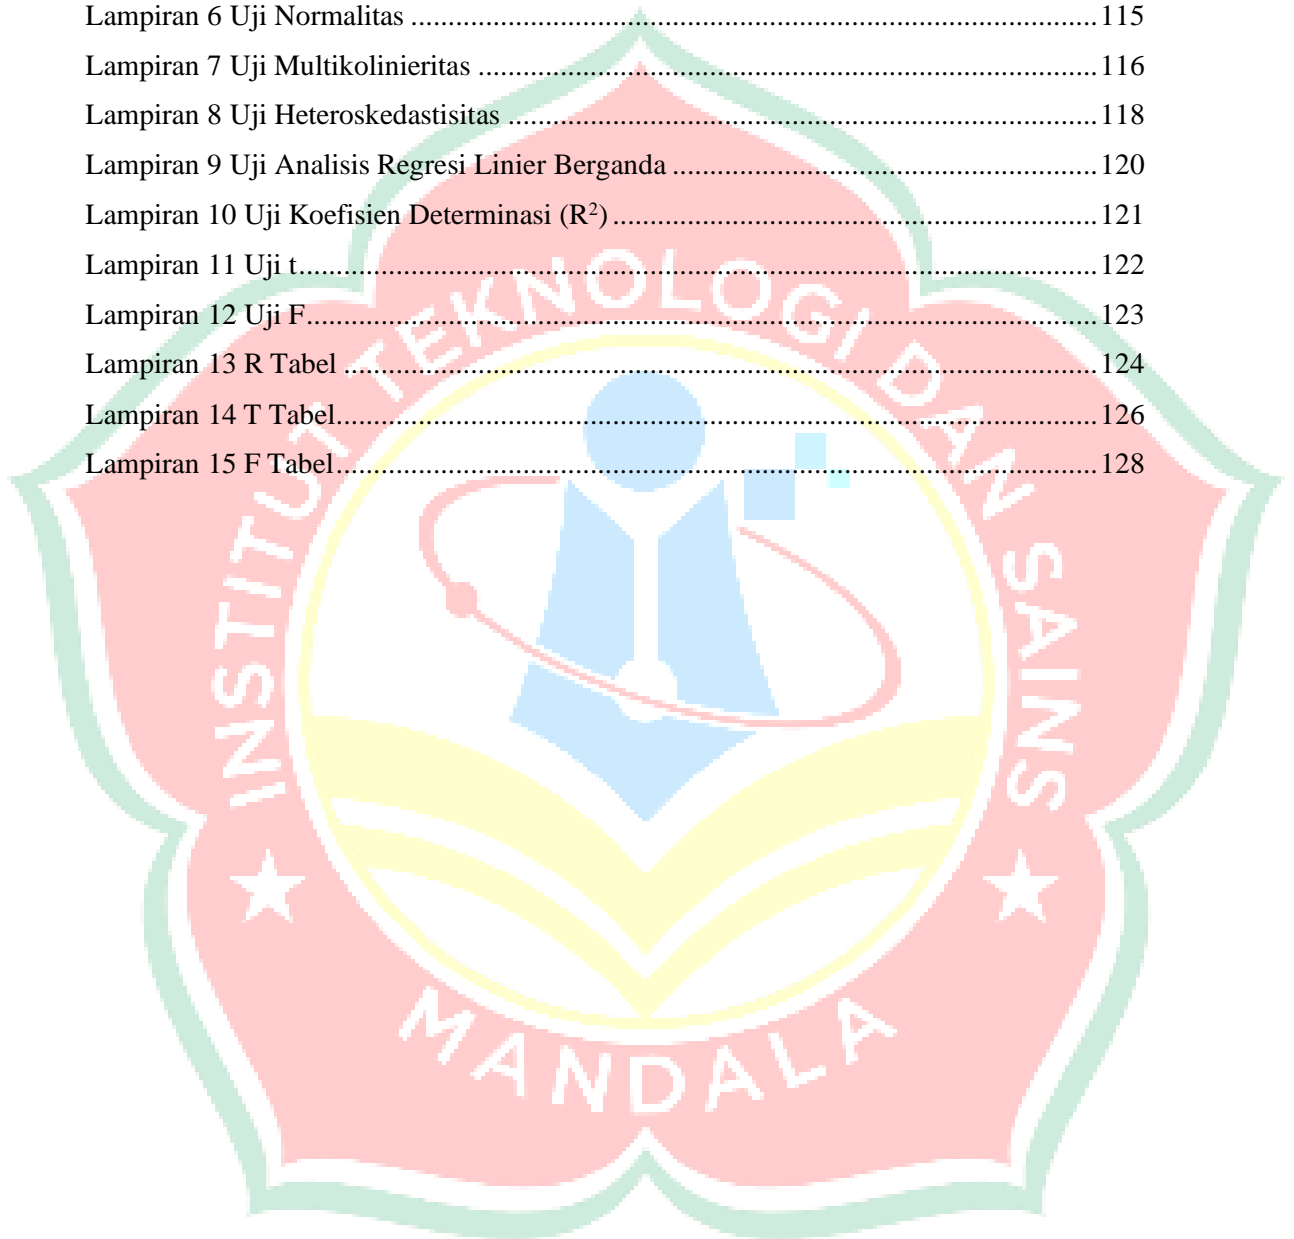 Lampiran 6 Uji Normalitas ........................................................................................... 115
Lampiran 7 Uji Multikolinieritas .................................................................................. 116
Lampiran 8 Uji Heteroskedastisitas .............................................................................. 118
Lampiran 9 Uji Analisis Regresi Linier Berganda ........................................................ 120
Lampiran 10 Uji Koefisien Determinasi (R²) ................................................................ 121
Lampiran 11 Uji t.......................................................................................................... 122
Lampiran 12 Uji F......................................................................................................... 123
Lampiran 13 R Tabel .................................................................................................... 124
Lampiran 14 T Tabel..................................................................................................... 126
Lampiran 15 F Tabel..................................................................................................... 128
INSTITUT TEKNOLOGI DAN SAINS
MANDALA